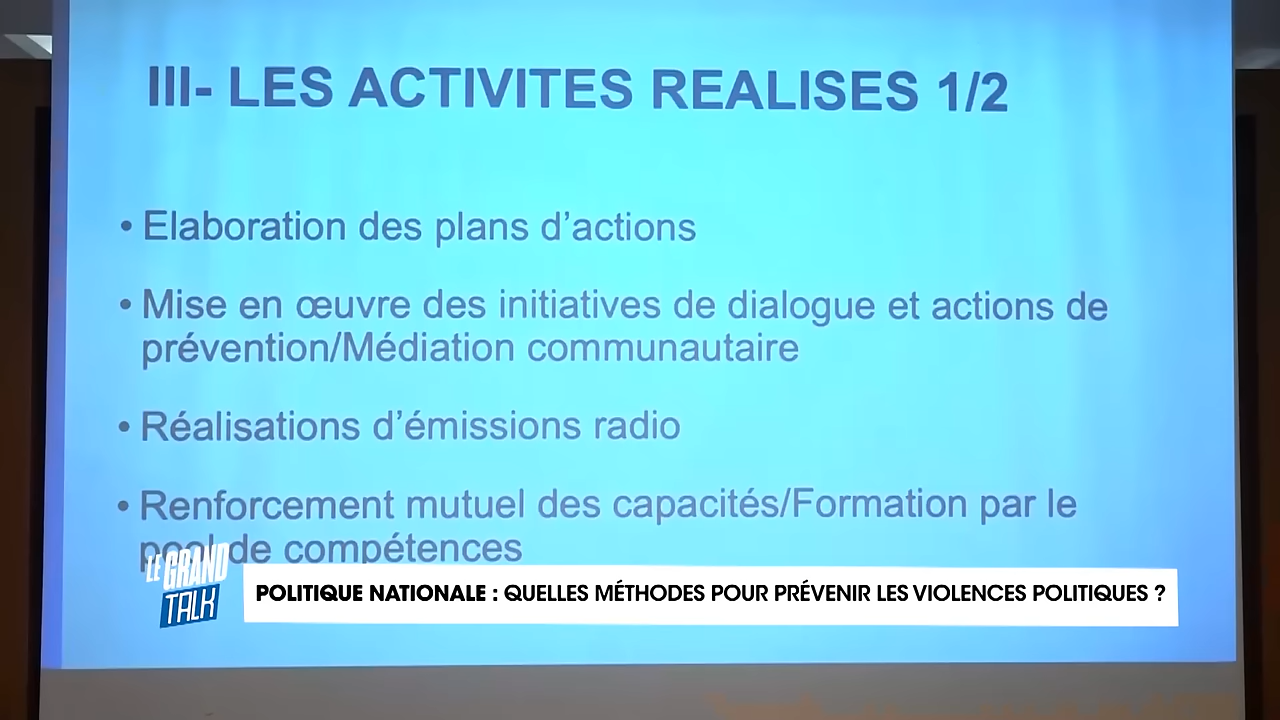 III- LES ACTIVITES REALISES 1/2
• Elaboration des plans d’actions
• Mise en œuvre des initiatives de dialogue et actions de
prévention/Médiation communautaire
• Réalisations d’émissions radio
• Renforcement mutuel des capacités/Formation par le
pool de compétences
LE GRAND
TALK
POLITIQUE NATIONALE : QUELLES MÉTHODES POUR PRÉVENIR LES VIOLENCES POLITIQUES ?